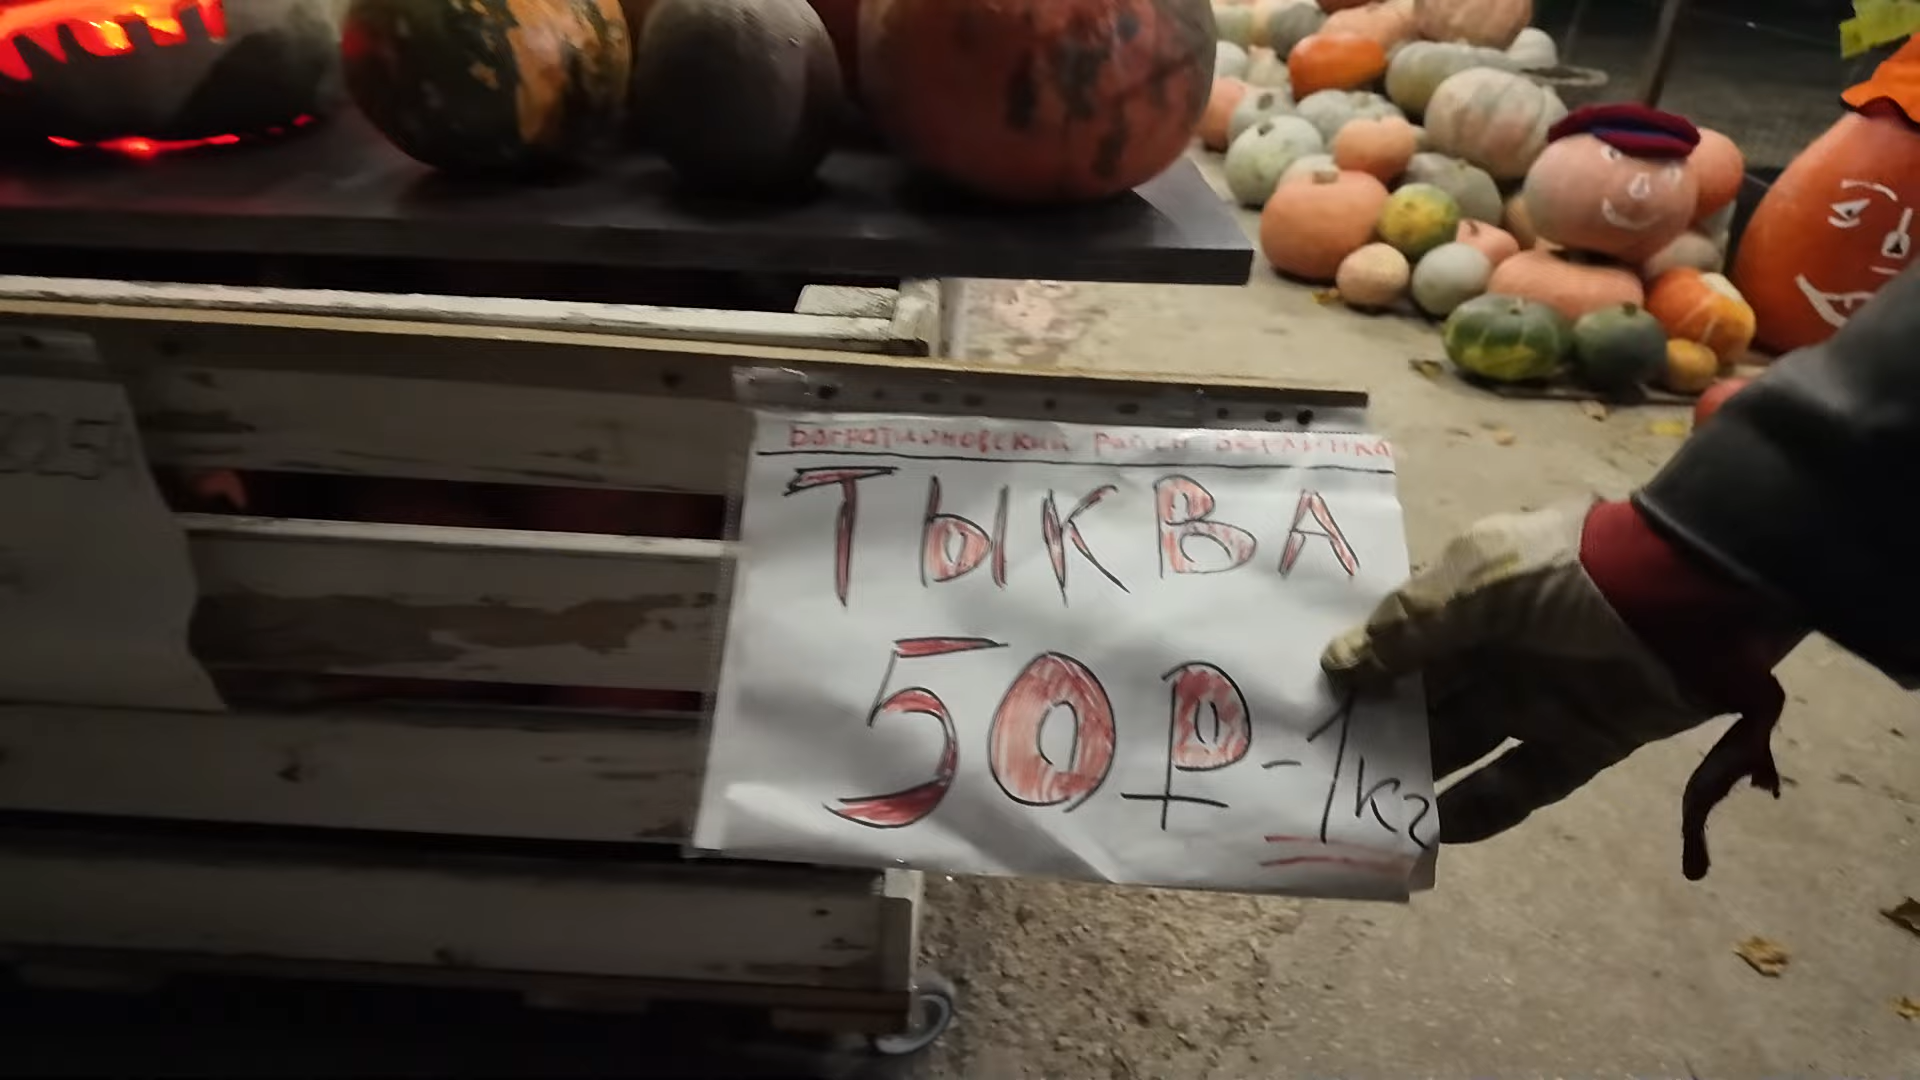 Багратионовский район
ТЫКВА
50₽-1кг